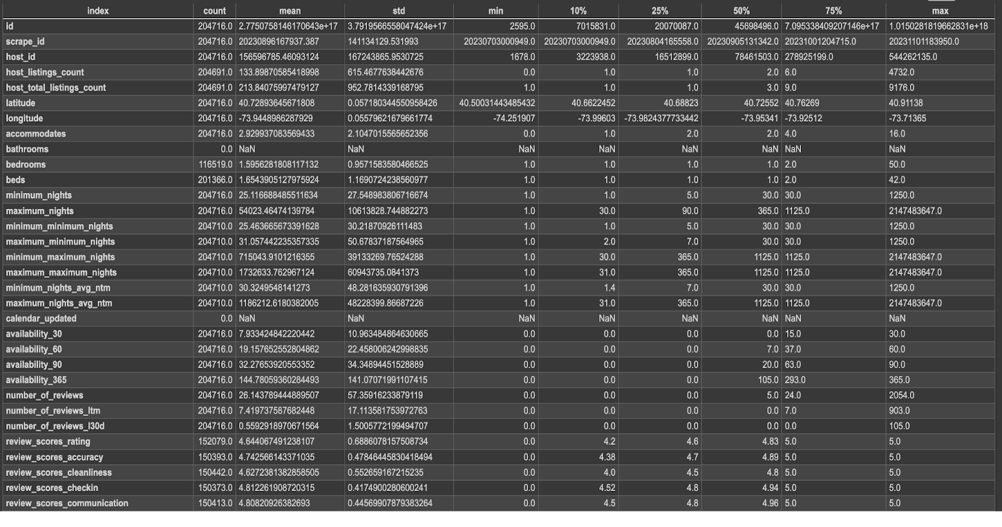 index count mean std min 10% 25% 50% 75% max
id 204716.0 2.7750758146170643e+17 3.7919566558047424e+17 2595.0 7015831.0 20070087.0 45698496.0 7.095338409207146e+17 1.0150281819662831e+18
scrape_id 204716.0 20230896167937.387 141134129.531993 20230703000949.0 20230703000949.0 20230804165558.0 20230905131342.0 20231001204715.0 20231101183950.0
host_id 204716.0 156596785.46093124 167243865.9530725 1678.0 3223938.0 16512899.0 78461503.0 278925199.0 544262135.0
host_listings_count 204691.0 133.89870585418998 615.4677638442676 0.0 1.0 1.0 2.0 6.0 4732.0
host_total_listings_count 204691.0 213.84075997479127 952.7814339168795 1.0 1.0 1.0 3.0 9.0 9176.0
latitude 204716.0 40.72893645671808 0.057180344550958426 40.50031443485432 40.6622452 40.68823 40.72552 40.76269 40.91138
longitude 204716.0 -73.9448986287929 0.05579621679661774 -74.251907 -73.99603 -73.9824377733442 -73.95341 -73.92512 -73.71365
accommodates 204716.0 2.929937083569433 2.1047015565652356 0.0 1.0 2.0 2.0 4.0 16.0
bathrooms 0.0 NaN NaN NaN NaN NaN NaN NaN NaN
bedrooms 116519.0 1.5956281808117132 0.9571583580466525 1.0 1.0 1.0 1.0 2.0 50.0
beds 201366.0 1.6543905127975924 1.1690724238560977 1.0 1.0 1.0 1.0 2.0 42.0
minimum_nights 204716.0 25.116688485511634 27.548983806716674 1.0 1.0 5.0 30.0 30.0 1250.0
maximum_nights 204716.0 54023.46474139784 10613828.744882273 1.0 30.0 90.0 365.0 1125.0 2147483647.0
minimum_minimum_nights 204710.0 25.463665673391628 30.21870926111483 1.0 1.0 5.0 30.0 30.0 1250.0
maximum_minimum_nights 204710.0 31.057442235357335 50.67837187564965 1.0 2.0 7.0 30.0 30.0 1250.0
minimum_maximum_nights 204710.0 715043.9101216355 39133269.76524288 1.0 30.0 365.0 1125.0 1125.0 2147483647.0
maximum_maximum_nights 204710.0 1732633.762967124 60943735.0841373 1.0 31.0 365.0 1125.0 1125.0 2147483647.0
minimum_nights_avg_ntm 204710.0 30.3249548141273 48.281635930791396 1.0 1.4 7.0 30.0 30.0 1250.0
maximum_nights_avg_ntm 204710.0 1186212.6180382005 48228399.86687226 1.0 31.0 365.0 1125.0 1125.0 2147483647.0
calendar_updated 0.0 NaN NaN NaN NaN NaN NaN NaN NaN
availability_30 204716.0 7.933424842220442 10.963484864630665 0.0 0.0 0.0 0.0 15.0 30.0
availability_60 204716.0 19.157652552804862 22.458006242998835 0.0 0.0 0.0 7.0 37.0 60.0
availability_90 204716.0 32.27653920553352 34.34894451528889 0.0 0.0 0.0 20.0 63.0 90.0
availability_365 204716.0 144.78059360284493 141.07071991107415 0.0 0.0 0.0 105.0 293.0 365.0
number_of_reviews 204716.0 26.143789444889507 57.35916233879119 0.0 0.0 0.0 5.0 24.0 2054.0
number_of_reviews_ltm 204716.0 7.419737587682448 17.113581753972763 0.0 0.0 0.0 0.0 7.0 903.0
number_of_reviews_l30d 204716.0 0.5592918970671564 1.5005772199494707 0.0 0.0 0.0 0.0 0.0 105.0
review_scores_rating 152079.0 4.644067491238107 0.6886078157508734 0.0 4.2 4.6 4.83 5.0 5.0
review_scores_accuracy 150393.0 4.742566143371035 0.47846445830418494 0.0 4.38 4.7 4.89 5.0 5.0
review_scores_cleanliness 150442.0 4.6272381382858505 0.552659167215235 0.0 4.0 4.5 4.8 5.0 5.0
review_scores_checkin 150373.0 4.812261908720315 0.4174900280600241 0.0 4.52 4.8 4.94 5.0 5.0
review_scores_communication 150413.0 4.80820926382693 0.44569907879383264 0.0 4.5 4.8 4.96 5.0 5.0